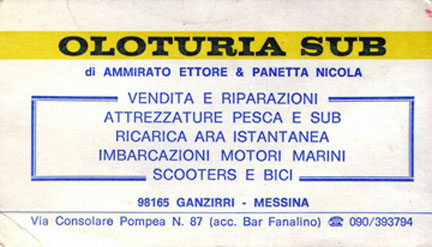 OLOTURIA SUB
di AMMIRATO ETTORE & PANETTA NICOLA
VENDITA E RIPARAZIONI
ATTREZZATURE PESCA E SUB
RICARICA ARA ISTANTANEA
IMBARCAZIONI MOTORI MARINI
SCOOTERS E BICI
98165 GANZIRRI - MESSINA
Via Consolare Pompea N. 87 (acc. Bar Fanalino) ☎ 090/393794